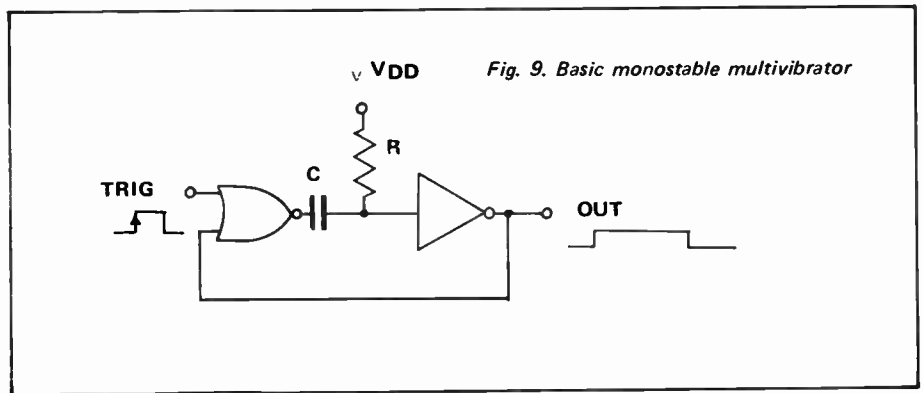 Fig. 9. Basic monostable multivibrator
VDD
R
C
TRIG
OUT